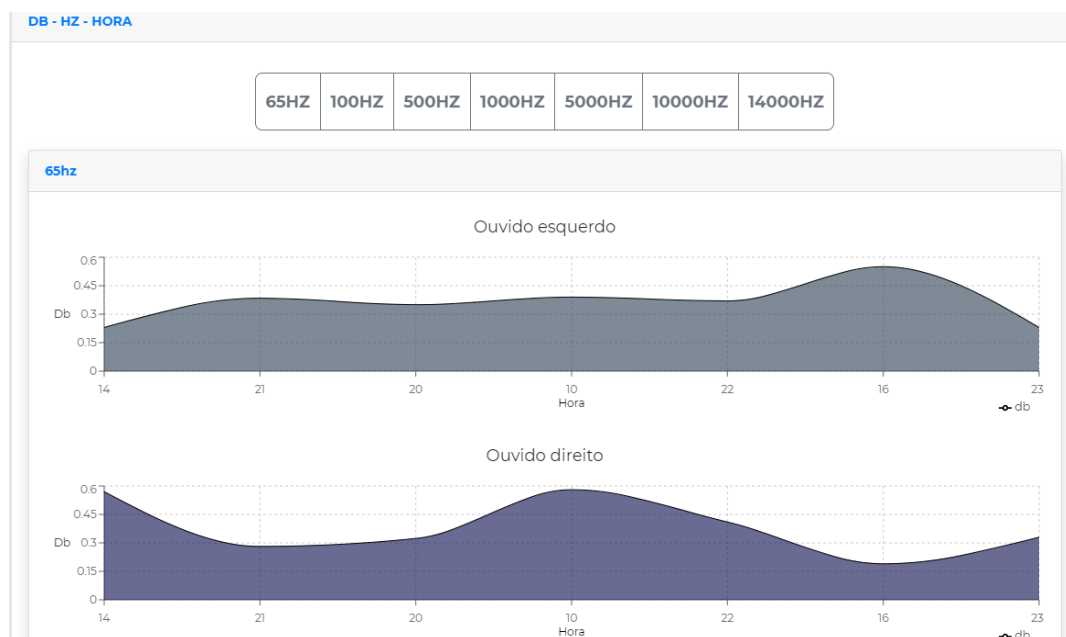 DB - HZ - HORA
65HZ 100HZ 500HZ 1000HZ 5000HZ 10000HZ 14000HZ
65hz
Ouvido esquerdo
0.6
0.45
Db 0.3
0.15
0
14 21 20 10 22 16 23
Hora
db
Ouvido direito
0.6
0.45
Db 0.3
0.15
0
14 21 20 10 22 16 23
Hora
db